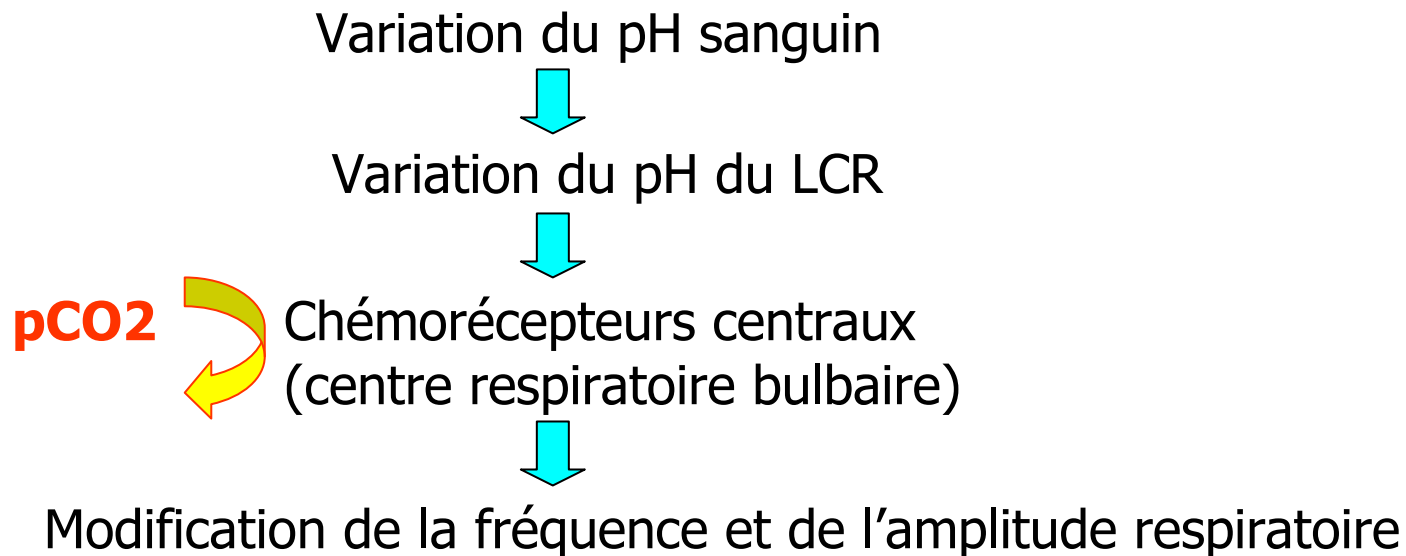 Variation du pH sanguin
Variation du pH du LCR
pCO2
Chémorécepteurs centraux
(centre respiratoire bulbaire)
Modification de la fréquence et de l’amplitude respiratoire